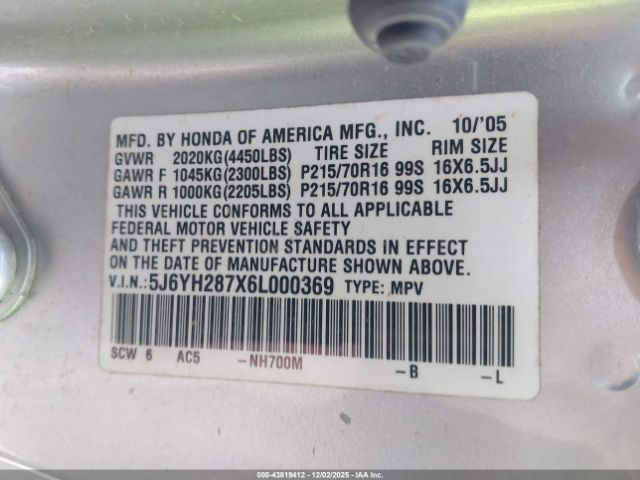 MFD. BY HONDA OF AMERICA MFG., INC. 10/'05
GVWR 2020KG(4450LBS) TIRE SIZE RIM SIZE
GAWR F 1045KG(2300LBS) P215/70R16 99S 16X6.5JJ
GAWR R 1000KG(2205LBS) P215/70R16 99S 16X6.5JJ
THIS VEHICLE CONFORMS TO ALL APPLICABLE
FEDERAL MOTOR VEHICLE SAFETY
AND THEFT PREVENTION STANDARDS IN EFFECT
ON THE DATE OF MANUFACTURE SHOWN ABOVE.
V.I.N.:5J6YH287X6L000369 TYPE: MPV
SCW 6 AC5 -NH700M -B -L
000-43819412 - 12/02/2025 - IAAI.COM